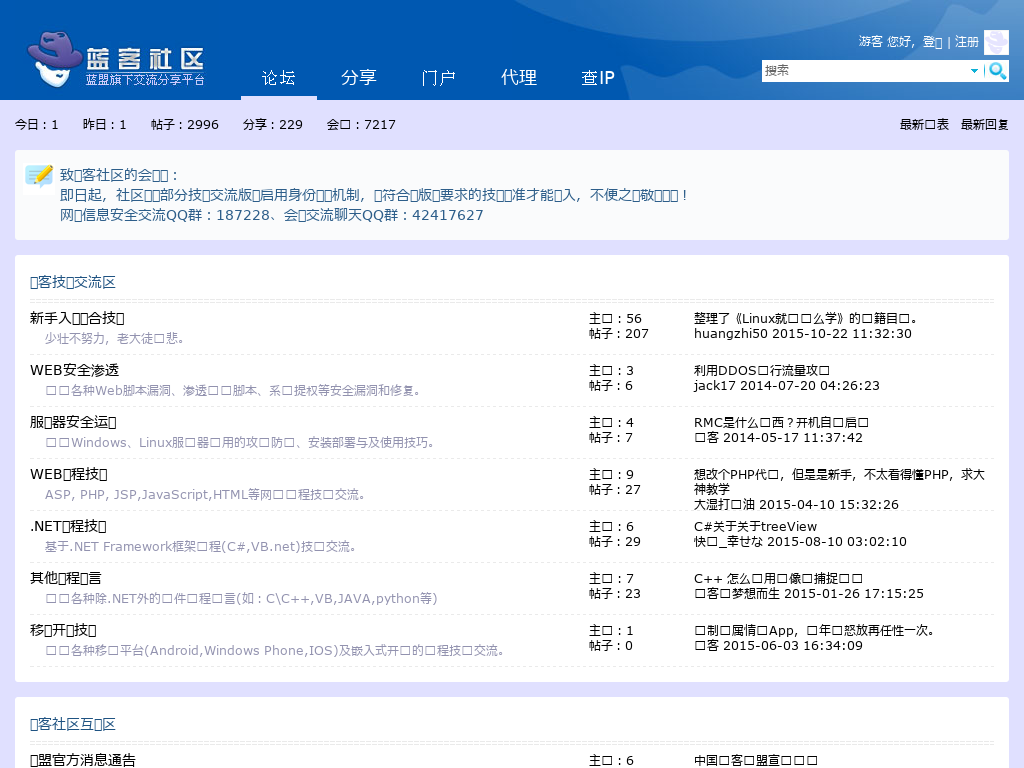 蓝客社区
蓝盟旗下交流分享平台
论坛 分享 门户 代理 查IP
游客 您好, 登 | 注册
搜索
今日 : 1 昨日 : 1 帖子 : 2996 分享 : 229 会 : 7217
最新 表 最新回复
致 客社区的会 :
即日起，社区 部分技 交流版 启用身份 机制， 符合 版 要求的技 准才能 入，不便之 敬 !
网 信息安全交流QQ群 : 187228、会 交流聊天QQ群 : 42417627
客技 交流区
新手入 合技
少壮不努力，老大徒 悲。
主 : 56
帖子 : 207
整理了《Linux就 么学》的 籍目 。
huangzhi50 2015-10-22 11:32:30
WEB安全渗透
各种Web脚本漏洞、渗透 脚本、系 提权等安全漏洞和修复。
主 : 3
帖子 : 6
利用DDOS 行流量攻
jack17 2014-07-20 04:26:23
服 器安全运
Windows、Linux服 器 用的攻 防 、安装部署与及使用技巧。
主 : 4
帖子 : 7
RMC是什么 西？开机自 启
客 2014-05-17 11:37:42
WEB 程技
ASP, PHP, JSP,JavaScript,HTML等网 程技 交流。
主 : 9
帖子 : 27
想改个PHP代 ，但是是新手，不太看得懂PHP，求大
神教学
大湿打 油 2015-04-10 15:32:26
.NET 程技
基于.NET Framework框架 程(C#,VB.net)技 交流。
主 : 6
帖子 : 29
C#关于关于treeView
快 _幸せな 2015-08-10 03:02:10
其他 程 言
各种除.NET外的 件 程 言(如 : C\C++,VB,JAVA,python等)
主 : 7
帖子 : 23
C++ 怎么 用 像 捕捉
客 梦想而生 2015-01-26 17:15:25
移 开 技
各种移 平台(Android,Windows Phone,IOS)及嵌入式开 的 程技 交流。
主 : 1
帖子 : 0
制 属情 App， 年 怒放再任性一次。
客 2015-06-03 16:34:09
客社区互 区
盟官方消息通告
主 : 6
中国 客 盟宣